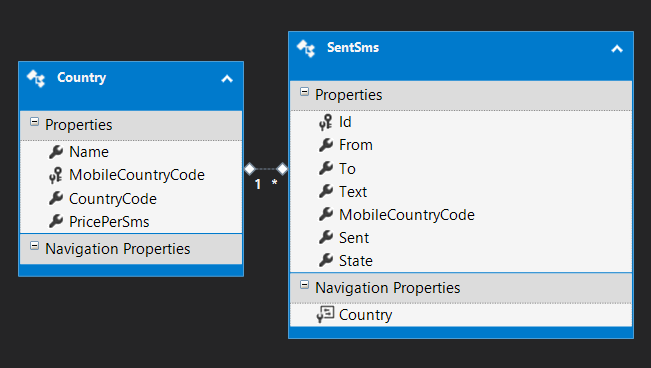 Country
Properties
Name
MobileCountryCode
CountryCode
PricePerSms
Navigation Properties
1 *
SentSms
Properties
Id
From
To
Text
MobileCountryCode
Sent
State
Navigation Properties
Country